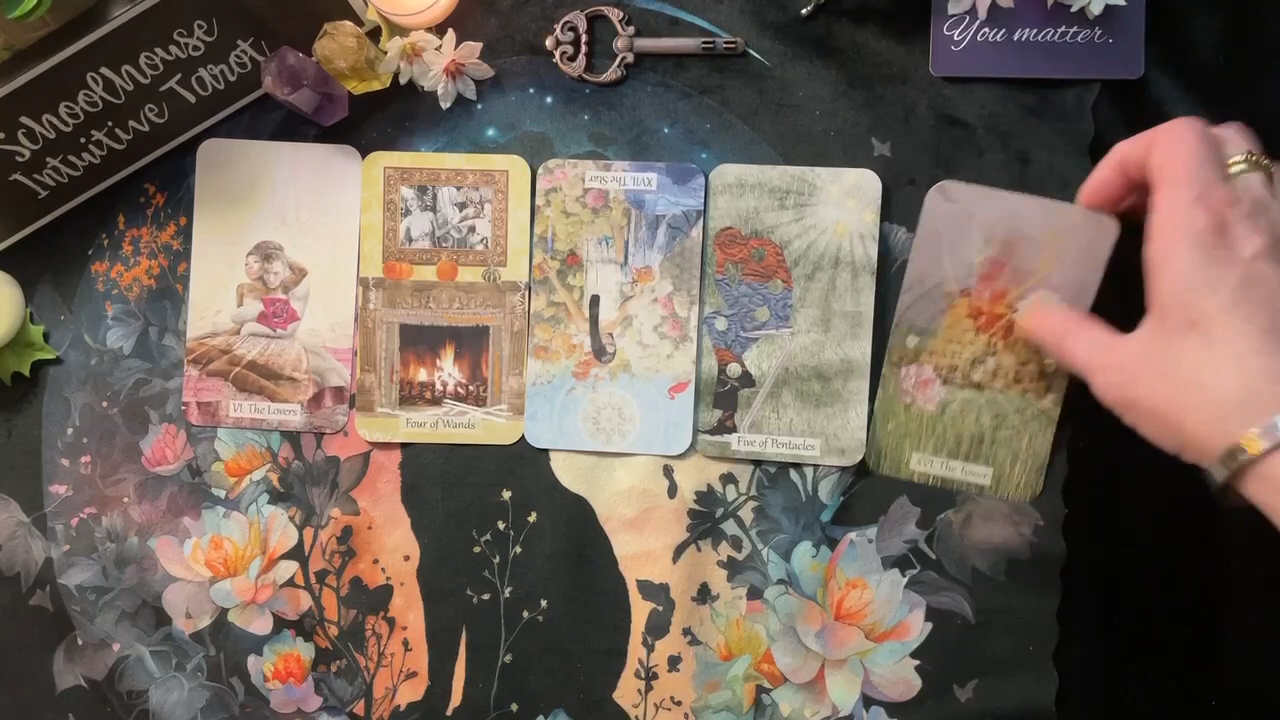 Schoolhouse
Intuitive Tarot
You matter.
XVII. The Star
VI. The Lovers
Four of Wands
Five of Pentacles
XVI. The Tower